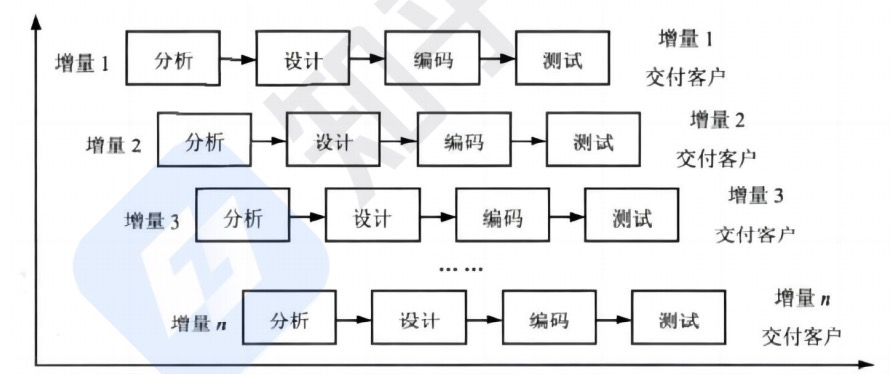 增量 1 分析 设计 编码 测试 增量 1
交付客户
增量 2 分析 设计 编码 测试 增量 2
交付客户
增量 3 分析 设计 编码 测试 增量 3
交付客户
……
增量 n 分析 设计 编码 测试 增量 n
交付客户